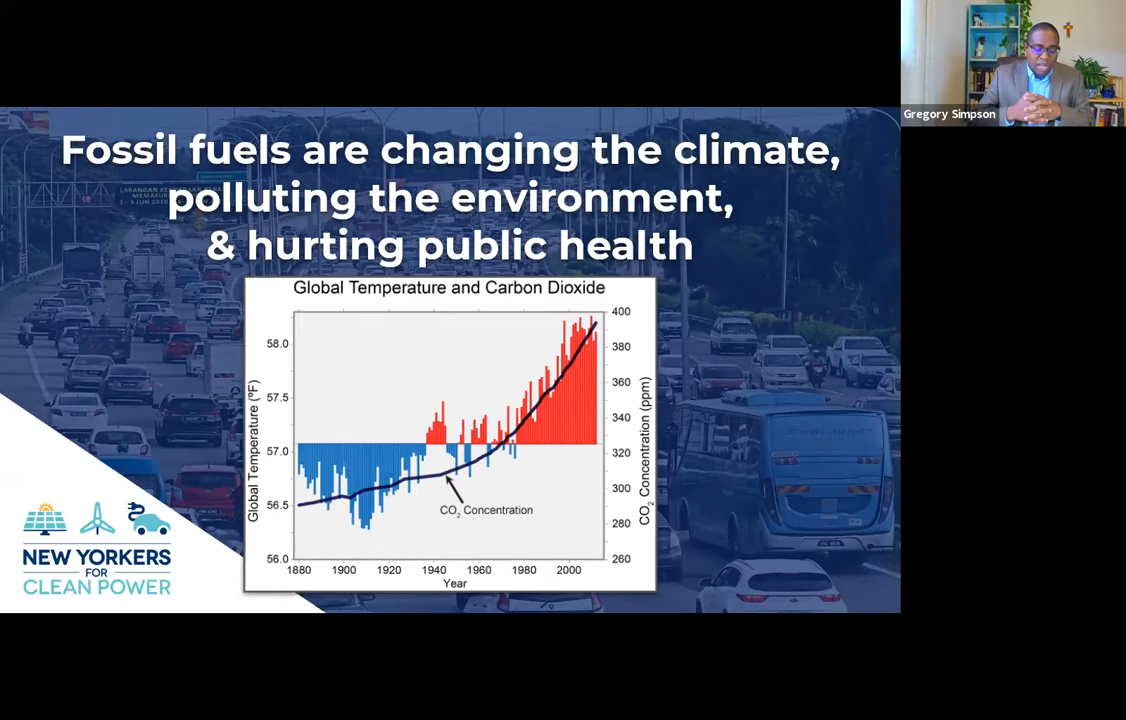 Gregory Simpson
Fossil fuels are changing the climate,
polluting the environment,
& hurting public health
Global Temperature and Carbon Dioxide
Global Temperature (ºF)
58.0
57.5
57.0
56.5
56.0
400
380
360
340
320
300
280
260
CO₂ Concentration (ppm)
CO₂ Concentration
1880 1900 1920 1940 1960 1980 2000
Year
NEW YORKERS
FOR
CLEAN POWER